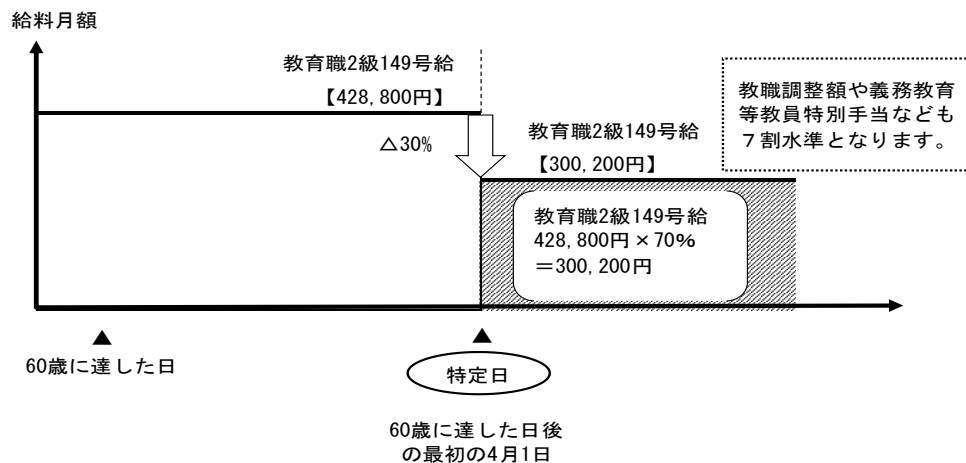 給料月額
教育職2級149号給
【428,800円】
△30%
教育職2級149号給
【300,200円】
教職調整額や義務教育
等教員特別手当なども
７割水準となります。
教育職2級149号給
428,800円×70%
＝300,200円
▲
60歳に達した日
▲
特定日
60歳に達した日後
の最初の4月1日